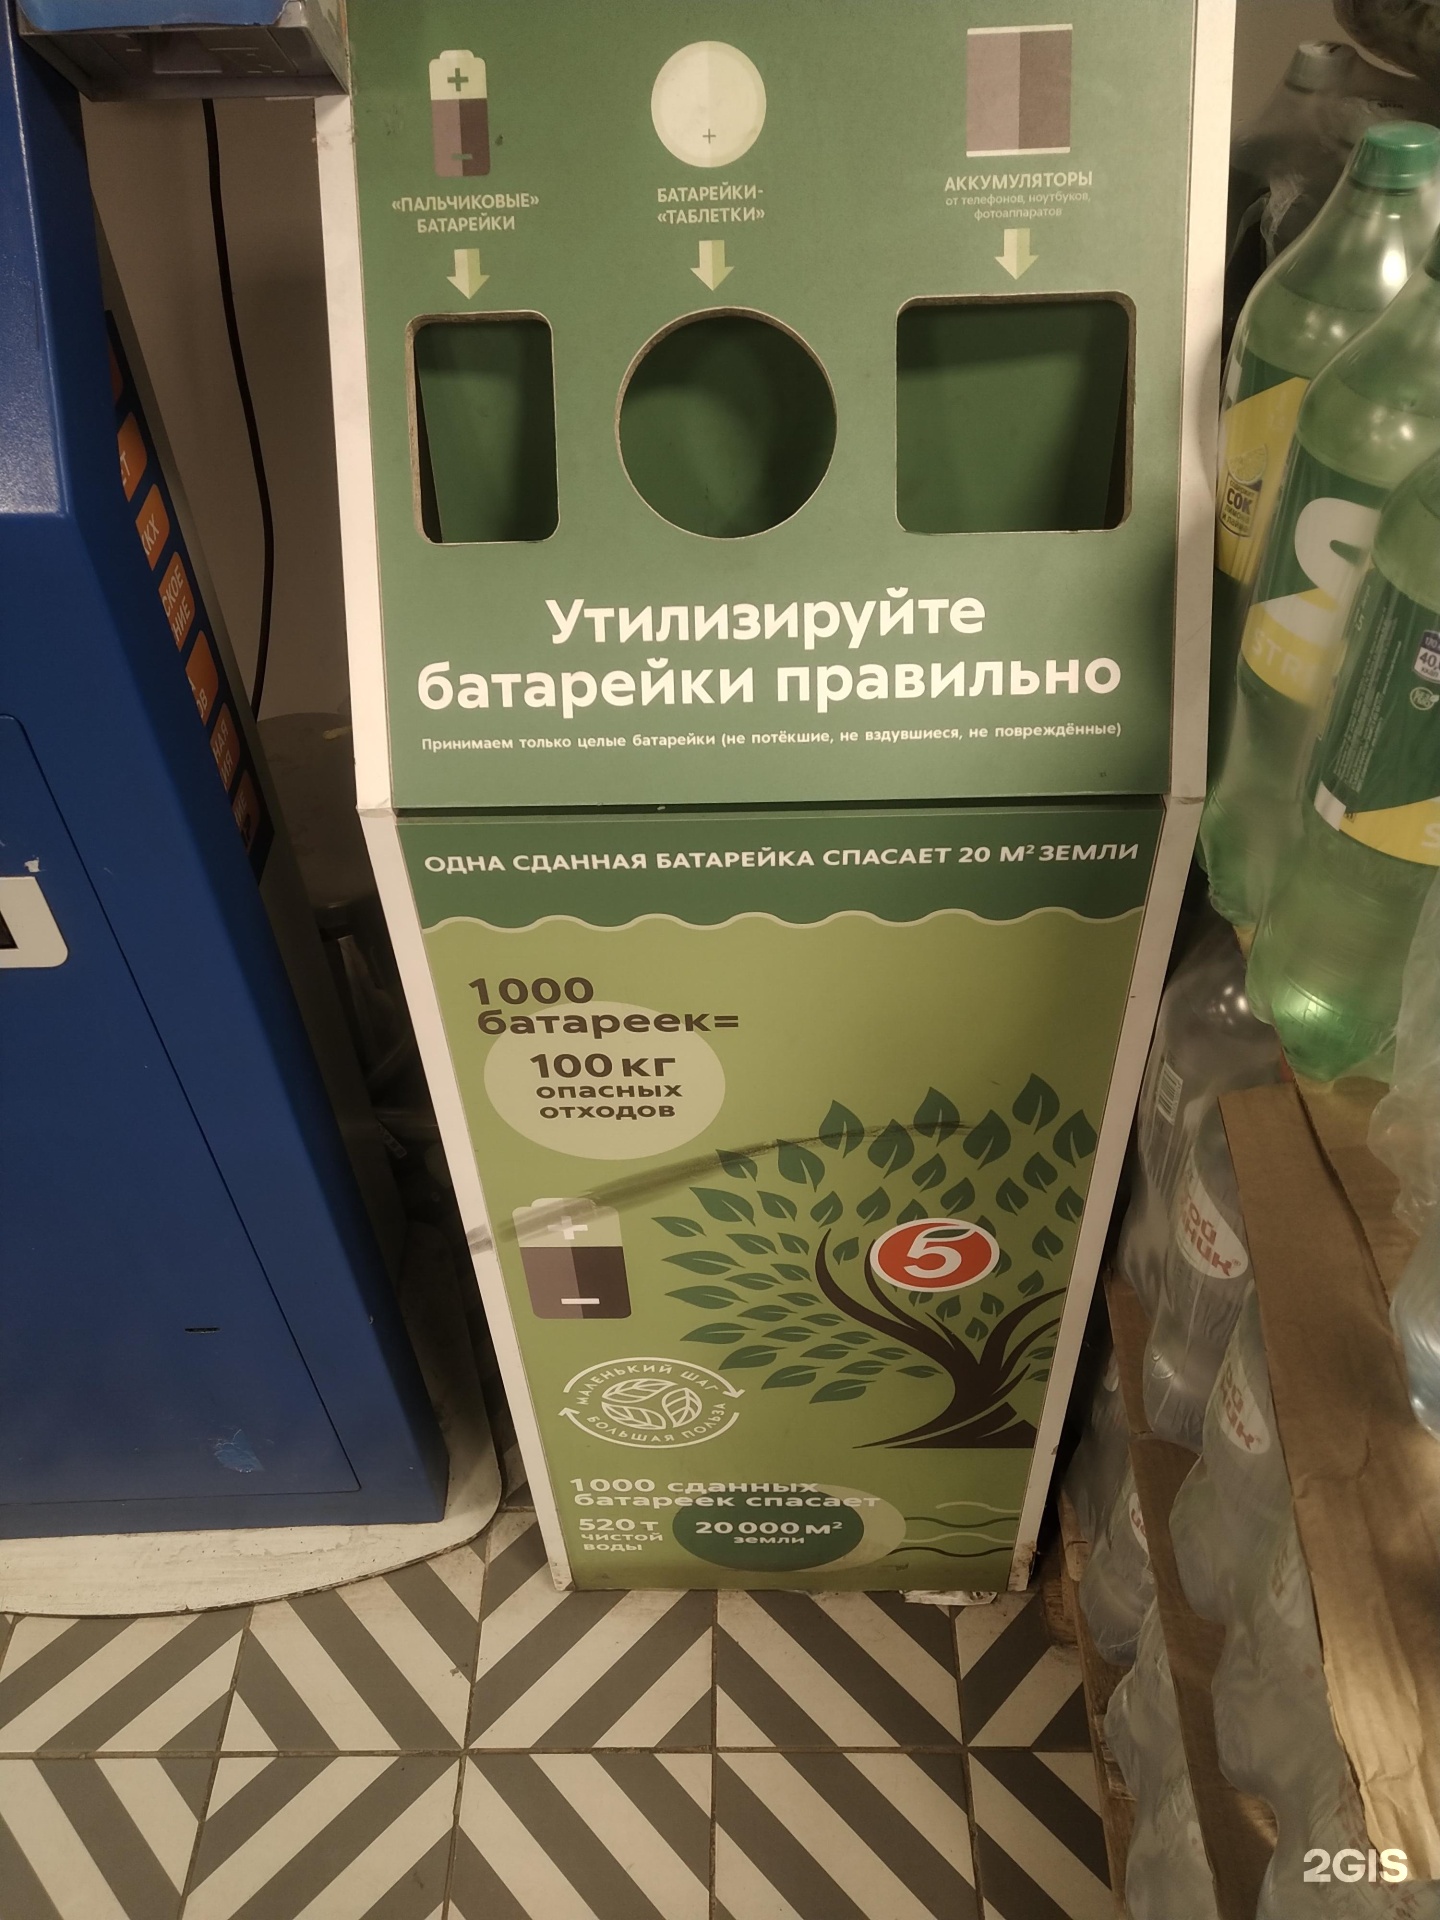 «ПАЛЬЧИКОВЫЕ»
БАТАРЕЙКИ
БАТАРЕЙКИ-
«ТАБЛЕТКИ»
АККУМУЛЯТОРЫ
от телефонов, ноутбуков,
фотоаппаратов
Утилизируйте
батарейки правильно
Принимаем только целые батарейки (не потёкшие, не вздувшиеся, не повреждённые)
ОДНА СДАННАЯ БАТАРЕЙКА СПАСАЕТ 20 М² ЗЕМЛИ
1000
батареек=
100 кг
опасных
отходов
5
МАЛЕНЬКИЙ ШАГ
БОЛЬШАЯ ПОЛЬЗА
1000 сданных
батареек спасает
520 т
чистой
воды
20 000 м²
земли
СОК
2GIS